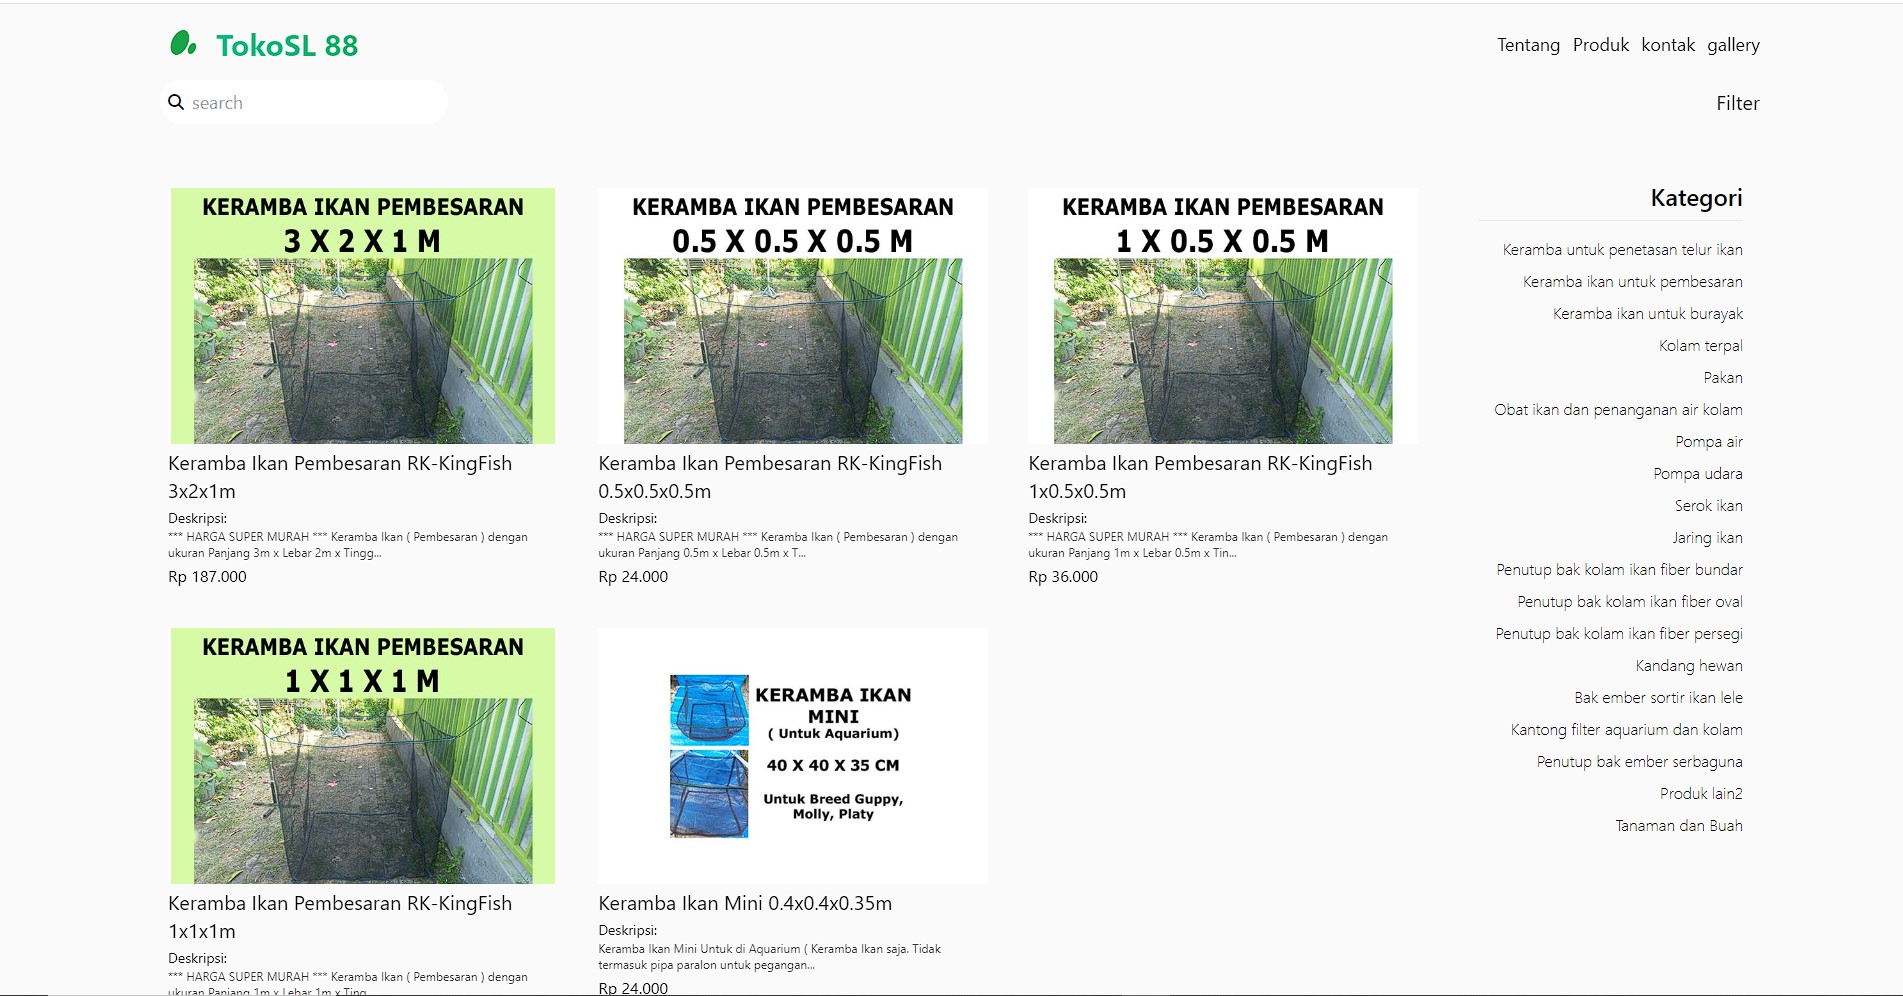 TokoSL 88
Tentang Produk kontak gallery
search
Filter
KERAMBA IKAN PEMBESARAN
3 X 2 X 1 M
Keramba Ikan Pembesaran RK-KingFish
3x2x1m
Deskripsi:
*** HARGA SUPER MURAH *** Keramba Ikan ( Pembesaran ) dengan
ukuran Panjang 3m x Lebar 2m x Tingg...
Rp 187.000
KERAMBA IKAN PEMBESARAN
0.5 X 0.5 X 0.5 M
Keramba Ikan Pembesaran RK-KingFish
0.5x0.5x0.5m
Deskripsi:
*** HARGA SUPER MURAH *** Keramba Ikan ( Pembesaran ) dengan
ukuran Panjang 0.5m x Lebar 0.5m x T...
Rp 24.000
KERAMBA IKAN PEMBESARAN
1 X 0.5 X 0.5 M
Keramba Ikan Pembesaran RK-KingFish
1x0.5x0.5m
Deskripsi:
*** HARGA SUPER MURAH *** Keramba Ikan ( Pembesaran ) dengan
ukuran Panjang 1m x Lebar 0.5m x Tin...
Rp 36.000
KERAMBA IKAN PEMBESARAN
1 X 1 X 1 M
Keramba Ikan Pembesaran RK-KingFish
1x1x1m
Deskripsi:
*** HARGA SUPER MURAH *** Keramba Ikan ( Pembesaran ) dengan
ukuran Panjang 1m x Lebar 1m x Ting...
KERAMBA IKAN
MINI
( Untuk Aquarium)
40 X 40 X 35 CM
Untuk Breed Guppy,
Molly, Platy
Keramba Ikan Mini 0.4x0.4x0.35m
Deskripsi:
Keramba Ikan Mini Untuk di Aquarium ( Keramba Ikan saja. Tidak
termasuk pipa paralon untuk pegangan...
Rp 24.000
Kategori
Keramba untuk penetasan telur ikan
Keramba ikan untuk pembesaran
Keramba ikan untuk burayak
Kolam terpal
Pakan
Obat ikan dan penanganan air kolam
Pompa air
Pompa udara
Serok ikan
Jaring ikan
Penutup bak kolam ikan fiber bundar
Penutup bak kolam ikan fiber oval
Penutup bak kolam ikan fiber persegi
Kandang hewan
Bak ember sortir ikan lele
Kantong filter aquarium dan kolam
Penutup bak ember serbaguna
Produk lain2
Tanaman dan Buah